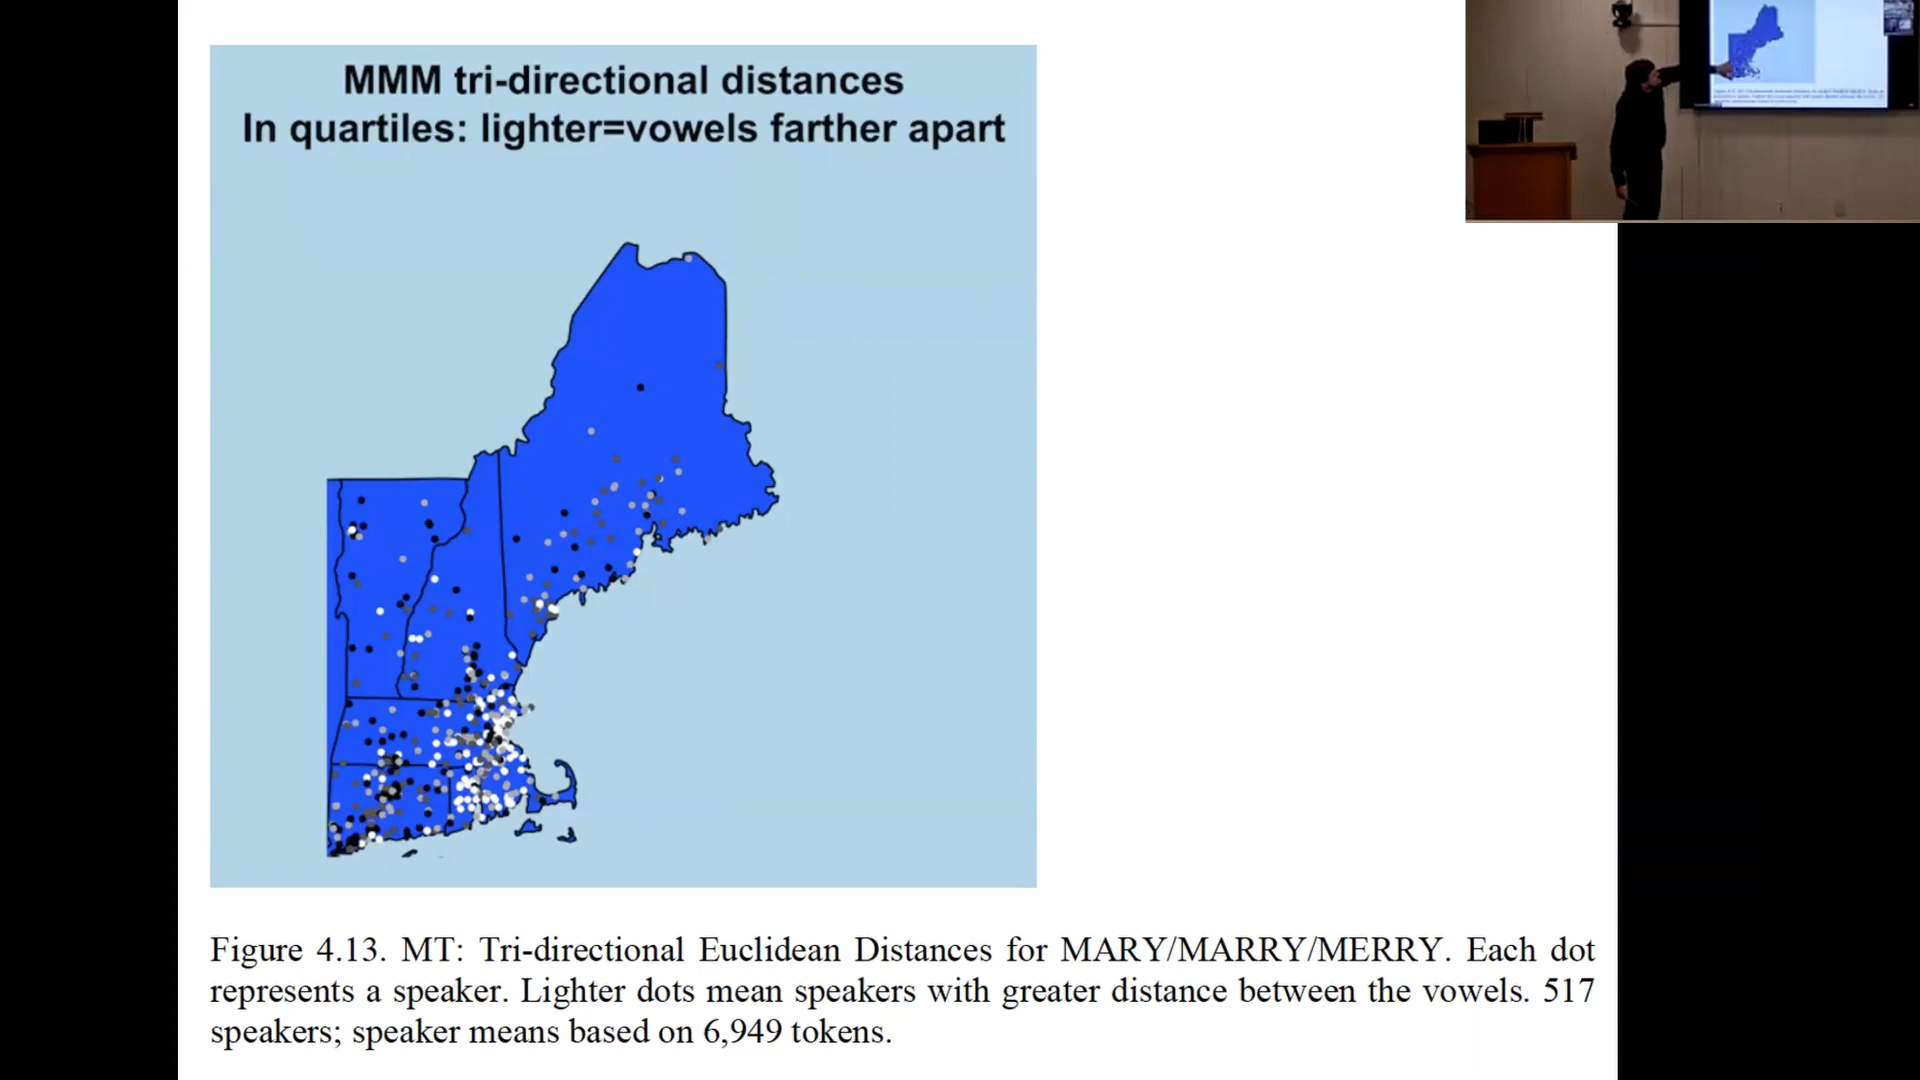 MMM tri-directional distances
In quartiles: lighter=vowels farther apart
Figure 4.13. MT: Tri-directional Euclidean Distances for MARY/MARRY/MERRY. Each dot
represents a speaker. Lighter dots mean speakers with greater distance between the vowels. 517
speakers; speaker means based on 6,949 tokens.